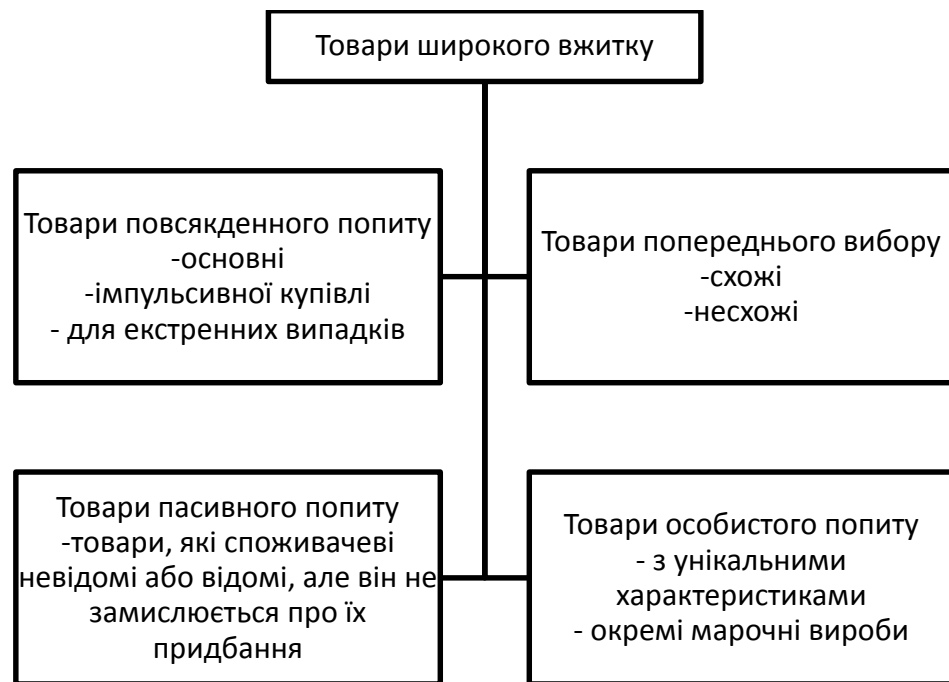 Товари широкого вжитку
Товари повсякденного попиту
-основні
-імпульсивної купівлі
- для екстренних випадків
Товари попереднього вибору
-схожі
-несхожі
Товари пасивного попиту
-товари, які споживачеві
невідомі або відомі, але він не
замислюється про їх
придбання
Товари особистого попиту
- з унікальними
характеристиками
- окремі марочні вироби